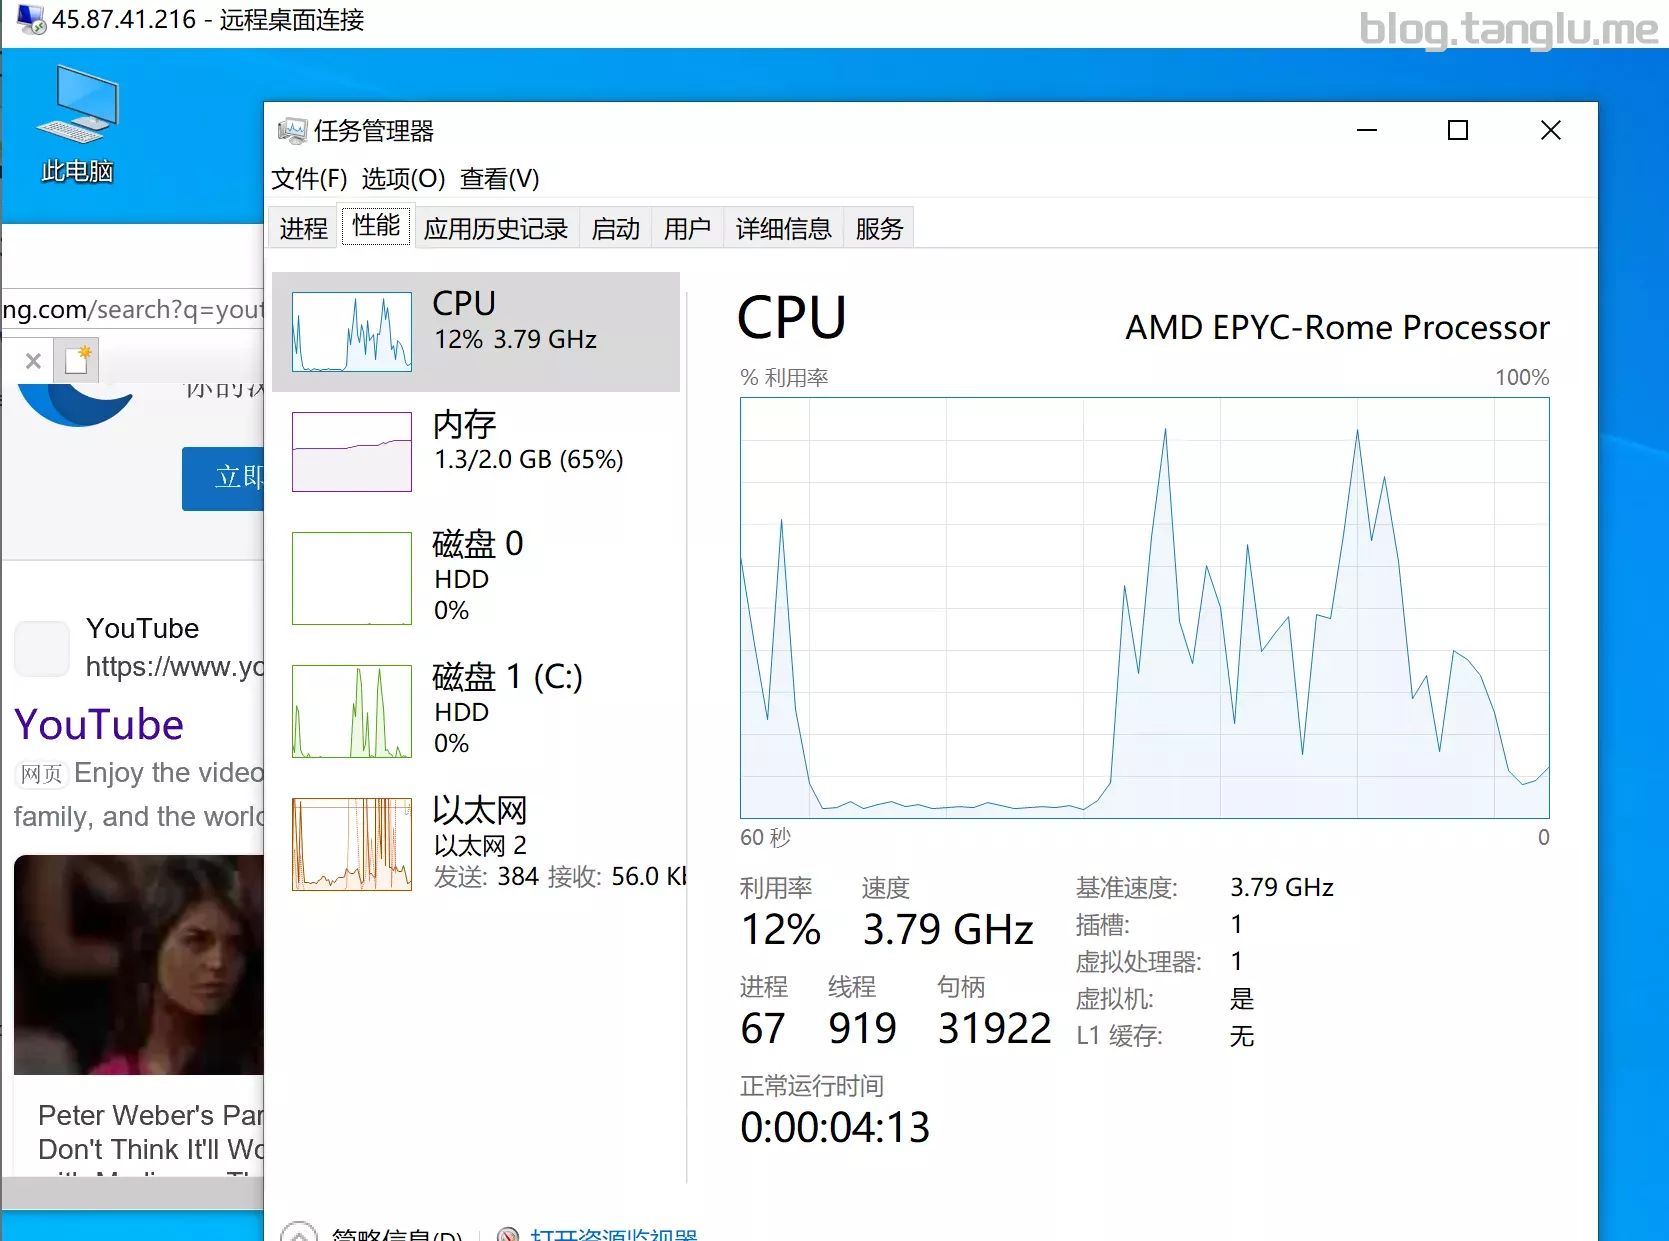 45.87.41.216 - 远程桌面连接
blog.tanglu.me
此电脑
任务管理器
文件(F) 选项(O) 查看(V)
进程 性能 应用历史记录 启动 用户 详细信息 服务
ng.com/search?q=yout
你的
立即
YouTube
https://www.yo
YouTube
网页 Enjoy the video
family, and the world
Peter Weber's Par
Don't Think It'll Wo
CPU
12% 3.79 GHz
内存
1.3/2.0 GB (65%)
磁盘 0
HDD
0%
磁盘 1 (C:)
HDD
0%
以太网
以太网 2
发送: 384 接收: 56.0 Kb
CPU
AMD EPYC-Rome Processor
% 利用率 100%
60 秒 0
利用率 速度
12% 3.79 GHz
进程 线程 句柄
67 919 31922
正常运行时间
0:00:04:13
基准速度: 3.79 GHz
插槽: 1
虚拟处理器: 1
虚拟机: 是
L1 缓存: 无
简略信息(D) 打开资源监视器